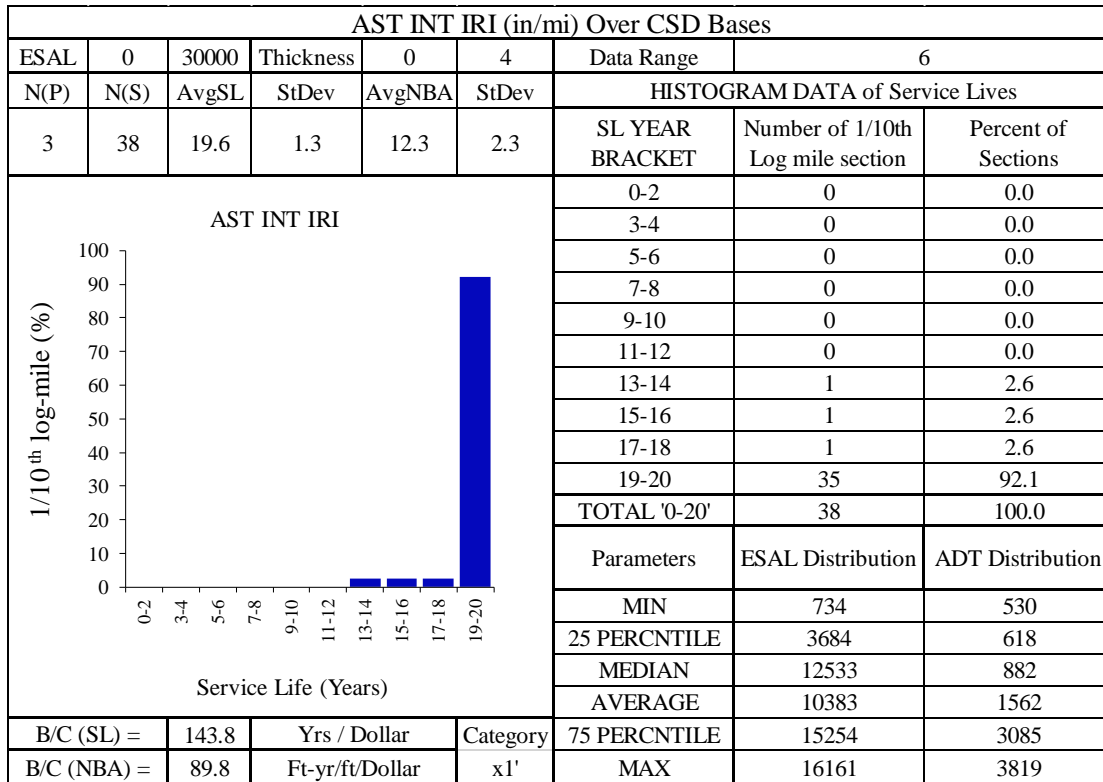 AST INT IRI (in/mi) Over CSD Bases
ESAL 0 30000 Thickness 0 4 Data Range 6
N(P) N(S) AvgSL StDev AvgNBA StDev HISTOGRAM DATA of Service Lives
3 38 19.6 1.3 12.3 2.3
SL YEAR BRACKET Number of 1/10th Log mile section Percent of Sections
0-2 0 0.0
3-4 0 0.0
5-6 0 0.0
7-8 0 0.0
9-10 0 0.0
11-12 0 0.0
13-14 1 2.6
15-16 1 2.6
17-18 1 2.6
19-20 35 92.1
TOTAL '0-20' 38 100.0
Parameters ESAL Distribution ADT Distribution
MIN 734 530
25 PERCNTILE 3684 618
MEDIAN 12533 882
AVERAGE 10383 1562
75 PERCNTILE 15254 3085
MAX 16161 3819
AST INT IRI
1/10 th log-mile (%)
100
90
80
70
60
50
40
30
20
10
0
0-2 3-4 5-6 7-8 9-10 11-12 13-14 15-16 17-18 19-20
Service Life (Years)
B/C (SL) = 143.8 Yrs / Dollar Category
B/C (NBA) = 89.8 Ft-yr/ft/Dollar x1'